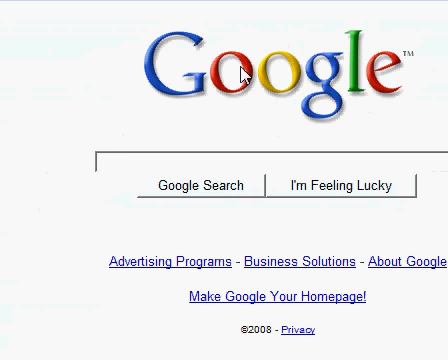 Google™
Google Search I'm Feeling Lucky
Advertising Programs - Business Solutions - About Google
Make Google Your Homepage!
©2008 - Privacy